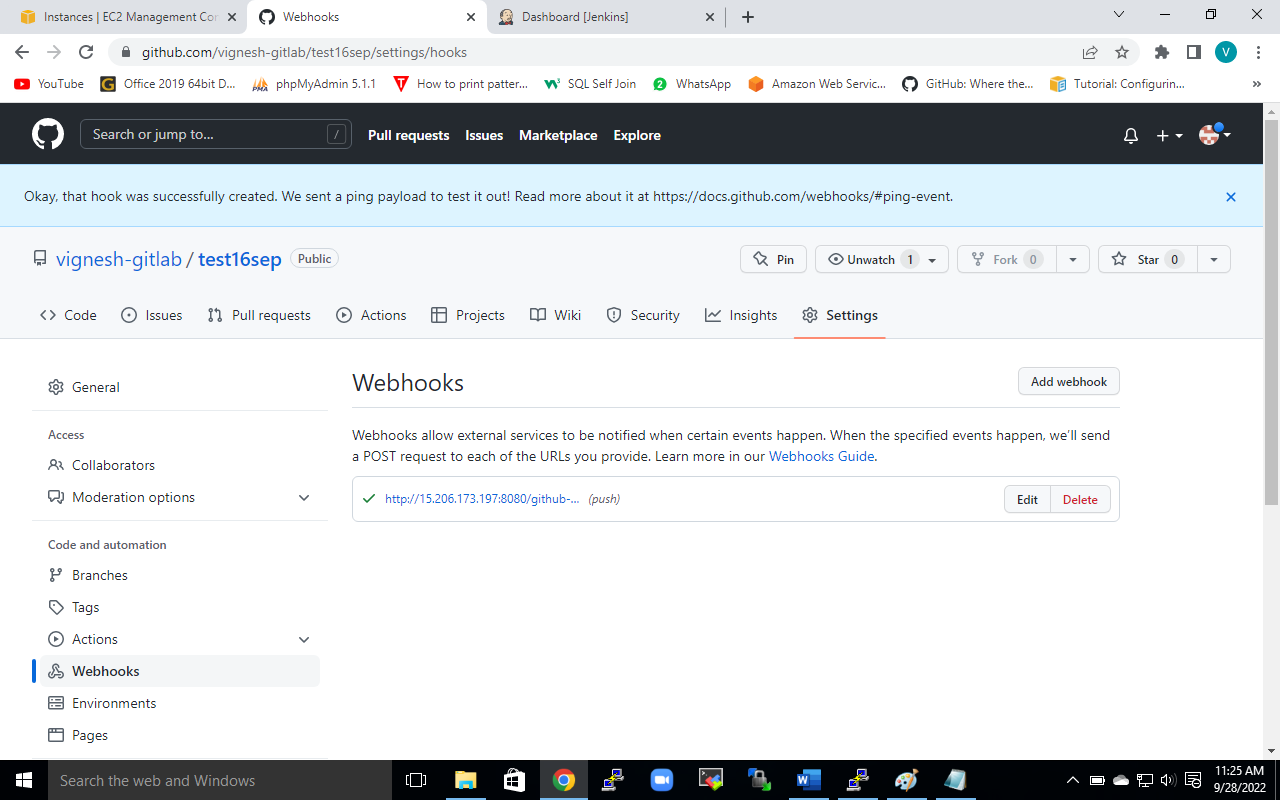 Instances | EC2 Management Con
Webhooks
Dashboard [Jenkins]
github.com/vignesh-gitlab/test16sep/settings/hooks
V
YouTube
Office 2019 64bit D...
phpMyAdmin 5.1.1
How to print patter...
SQL Self Join
WhatsApp
Amazon Web Servic...
GitHub: Where the...
Tutorial: Configurin...
»
Search or jump to...
/
Pull requests
Issues
Marketplace
Explore
Okay, that hook was successfully created. We sent a ping payload to test it out! Read more about it at https://docs.github.com/webhooks/#ping-event.
vignesh-gitlab / test16sep
Public
Pin
Unwatch 1
Fork 0
Star 0
Code
Issues
Pull requests
Actions
Projects
Wiki
Security
Insights
Settings
General
Access
Collaborators
Moderation options
Code and automation
Branches
Tags
Actions
Webhooks
Environments
Pages
Webhooks
Add webhook
Webhooks allow external services to be notified when certain events happen. When the specified events happen, we'll send
a POST request to each of the URLs you provide. Learn more in our Webhooks Guide.
http://15.206.173.197:8080/github-... (push)
Edit
Delete
Search the web and Windows
11:25 AM
9/28/2022